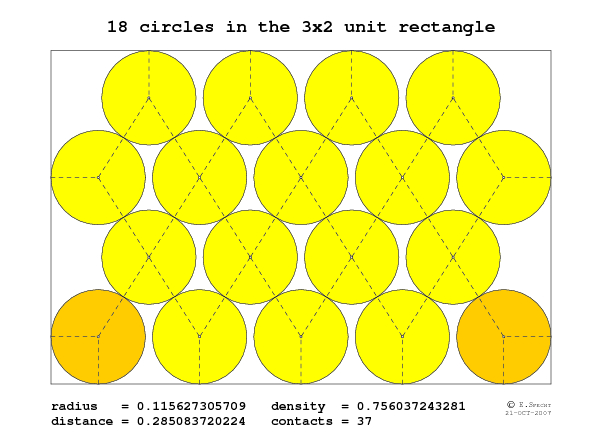 18 circles in the 3x2 unit rectangle
radius = 0.115627305709 density = 0.756037243281
distance = 0.285083720224 contacts = 37
© E.Specht
21-OCT-2007